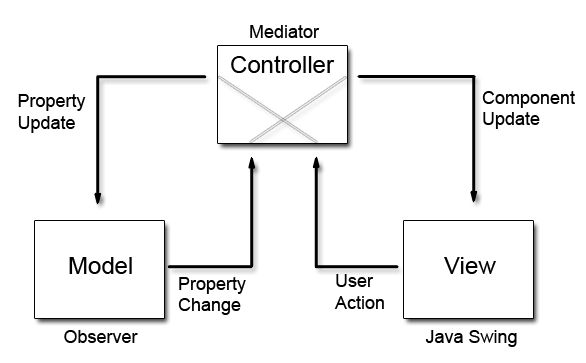 Mediator
Controller
Property
Update
Component
Update
Model
Property
Change
User
Action
View
Observer
Java Swing